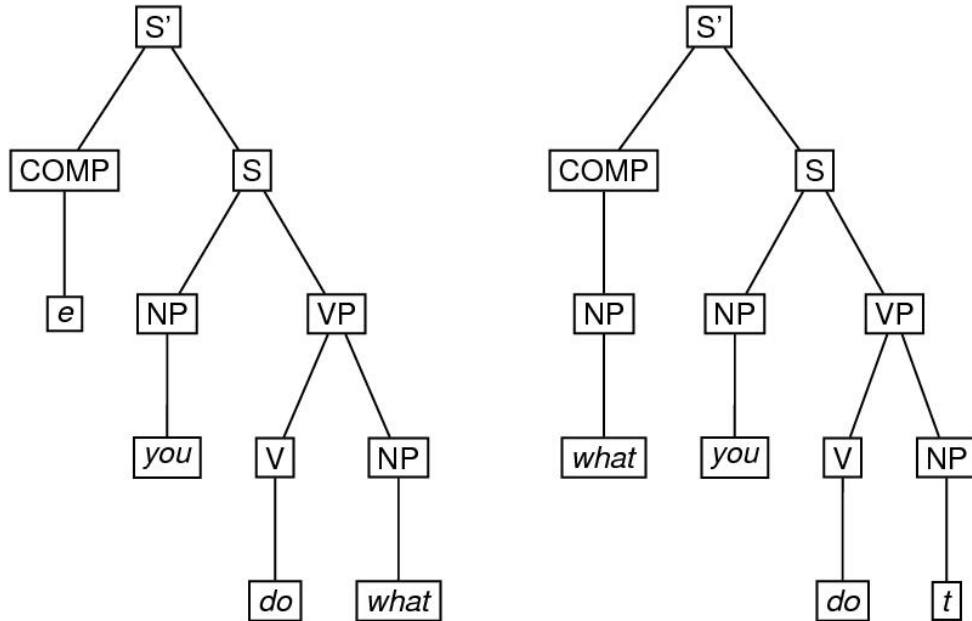 S’ S’
COMP S COMP S
e NP VP NP NP VP
you V NP what you V NP
do what do t